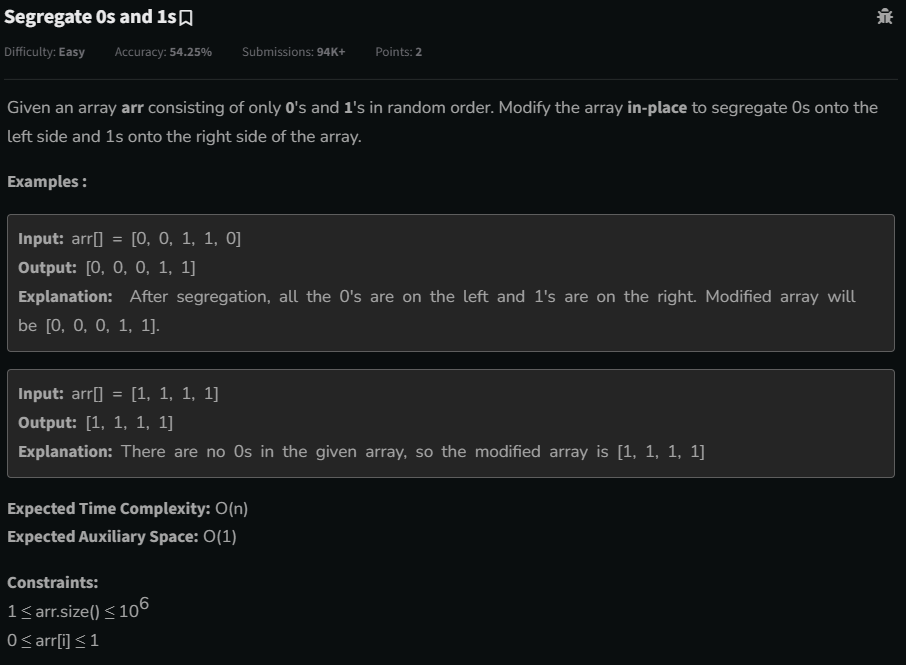 Segregate 0s and 1s
Difficulty: Easy Accuracy: 54.25% Submissions: 94K+ Points: 2
Given an array arr consisting of only 0's and 1's in random order. Modify the array in-place to segregate 0s onto the
left side and 1s onto the right side of the array.
Examples :
Input: arr[] = [0, 0, 1, 1, 0]
Output: [0, 0, 0, 1, 1]
Explanation: After segregation, all the 0's are on the left and 1's are on the right. Modified array will
be [0, 0, 0, 1, 1].
Input: arr[] = [1, 1, 1, 1]
Output: [1, 1, 1, 1]
Explanation: There are no 0s in the given array, so the modified array is [1, 1, 1, 1]
Expected Time Complexity: O(n)
Expected Auxiliary Space: O(1)
Constraints:
1 ≤ arr.size() ≤ 10⁶
0 ≤ arr[i] ≤ 1